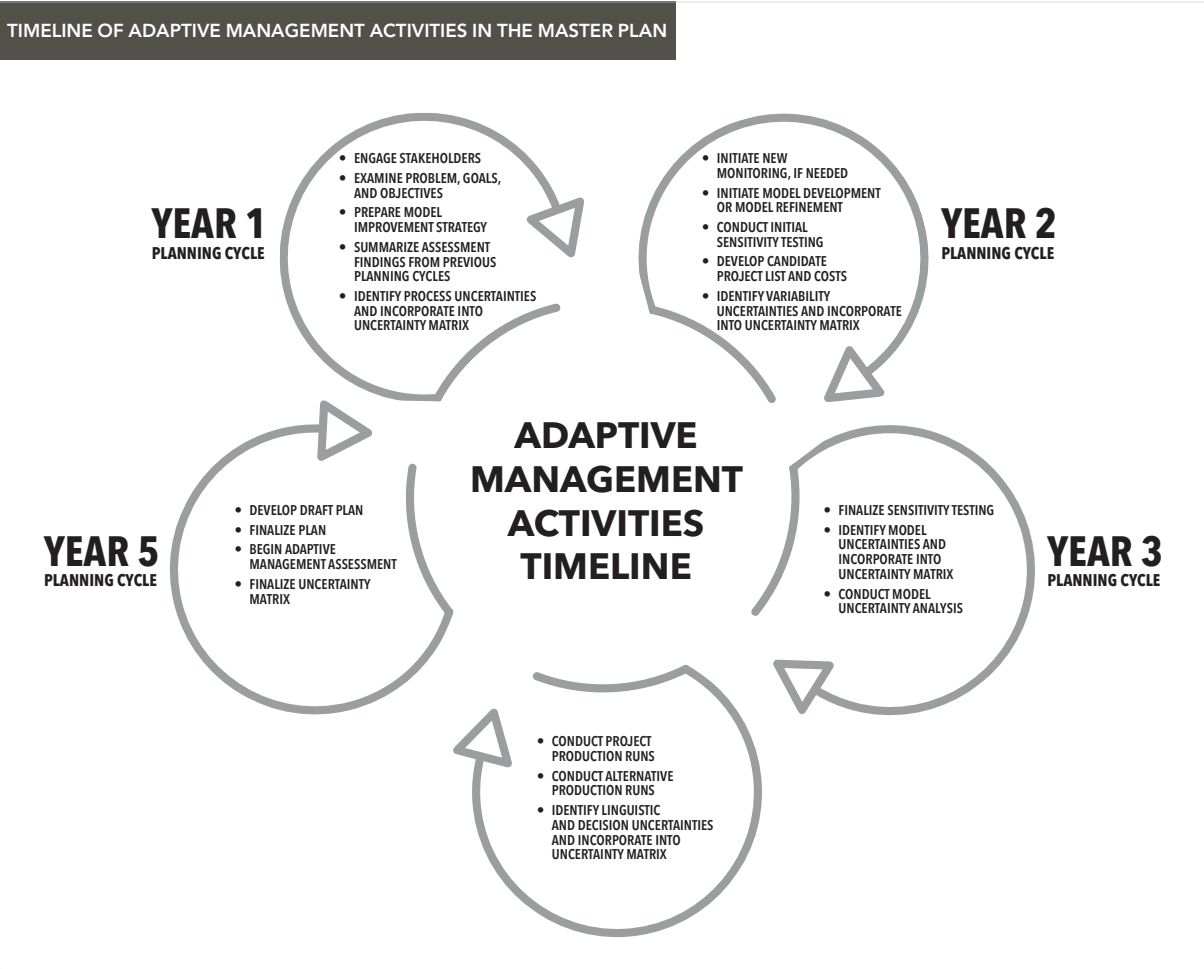 TIMELINE OF ADAPTIVE MANAGEMENT ACTIVITIES IN THE MASTER PLAN
YEAR 1
PLANNING CYCLE
• ENGAGE STAKEHOLDERS
• EXAMINE PROBLEM, GOALS,
AND OBJECTIVES
• PREPARE MODEL
IMPROVEMENT STRATEGY
• SUMMARIZE ASSESSMENT
FINDINGS FROM PREVIOUS
PLANNING CYCLES
• IDENTIFY PROCESS UNCERTAINTIES
AND INCORPORATE INTO
UNCERTAINTY MATRIX
YEAR 2
PLANNING CYCLE
• INITIATE NEW
MONITORING, IF NEEDED
• INITIATE MODEL DEVELOPMENT
OR MODEL REFINEMENT
• CONDUCT INITIAL
SENSITIVITY TESTING
• DEVELOP CANDIDATE
PROJECT LIST AND COSTS
• IDENTIFY VARIABILITY
UNCERTAINTIES AND INCORPORATE
INTO UNCERTAINTY MATRIX
ADAPTIVE
MANAGEMENT
ACTIVITIES
TIMELINE
YEAR 3
PLANNING CYCLE
• FINALIZE SENSITIVITY TESTING
• IDENTIFY MODEL
UNCERTAINTIES AND
INCORPORATE INTO
UNCERTAINTY MATRIX
• CONDUCT MODEL
UNCERTAINTY ANALYSIS
• CONDUCT PROJECT
PRODUCTION RUNS
• CONDUCT ALTERNATIVE
PRODUCTION RUNS
• IDENTIFY LINGUISTIC
AND DECISION UNCERTAINTIES
AND INCORPORATE INTO
UNCERTAINTY MATRIX
YEAR 5
PLANNING CYCLE
• DEVELOP DRAFT PLAN
• FINALIZE PLAN
• BEGIN ADAPTIVE
MANAGEMENT ASSESSMENT
• FINALIZE UNCERTAINTY
MATRIX